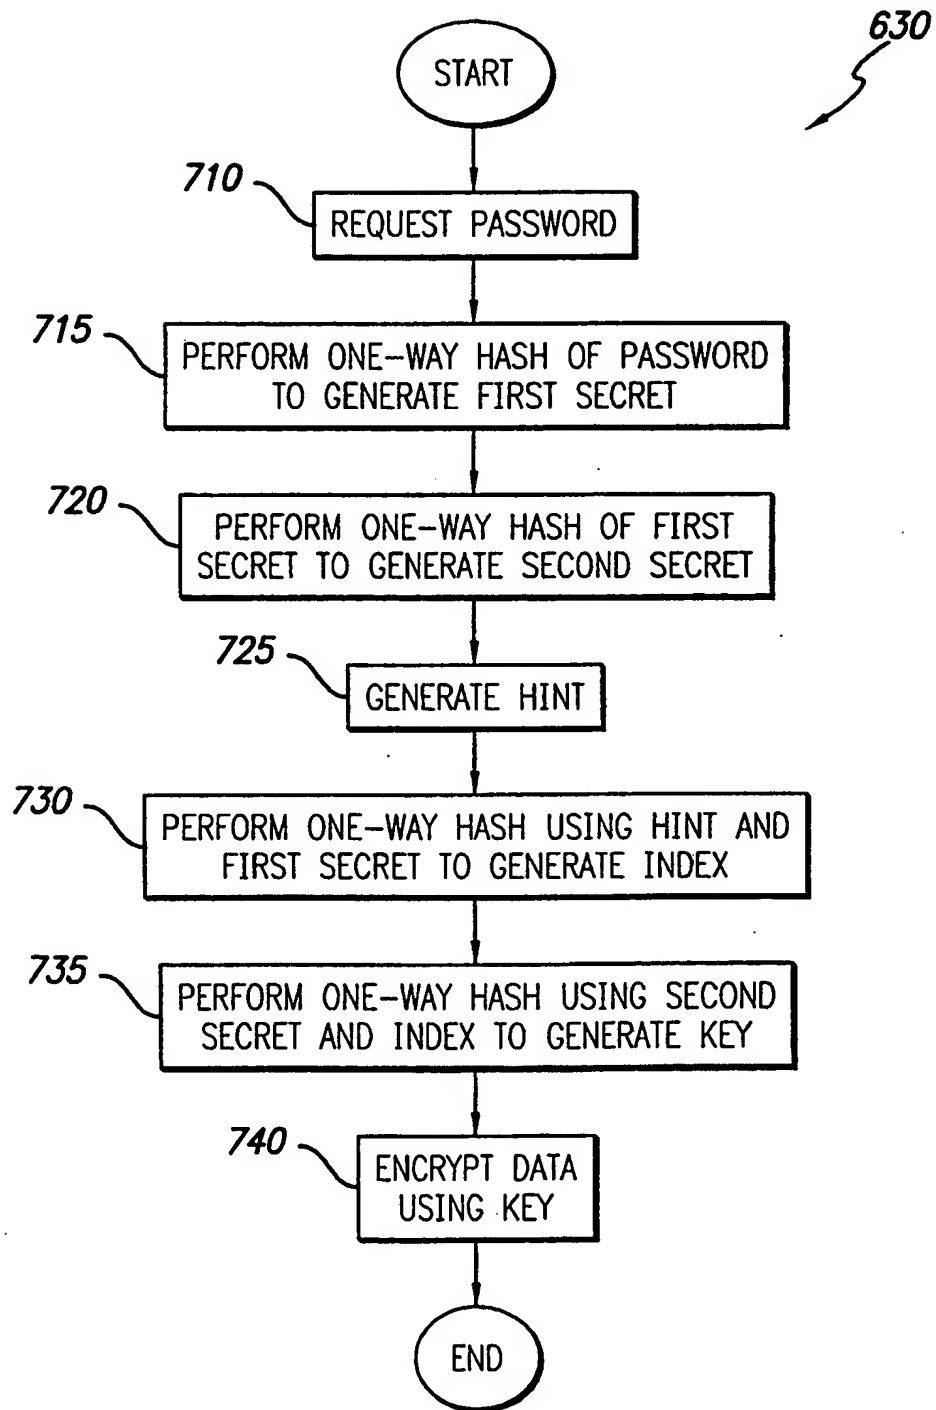 630
START
710
REQUEST PASSWORD
715
PERFORM ONE-WAY HASH OF PASSWORD
TO GENERATE FIRST SECRET
720
PERFORM ONE-WAY HASH OF FIRST
SECRET TO GENERATE SECOND SECRET
725
GENERATE HINT
730
PERFORM ONE-WAY HASH USING HINT AND
FIRST SECRET TO GENERATE INDEX
735
PERFORM ONE-WAY HASH USING SECOND
SECRET AND INDEX TO GENERATE KEY
740
ENCRYPT DATA
USING KEY
END